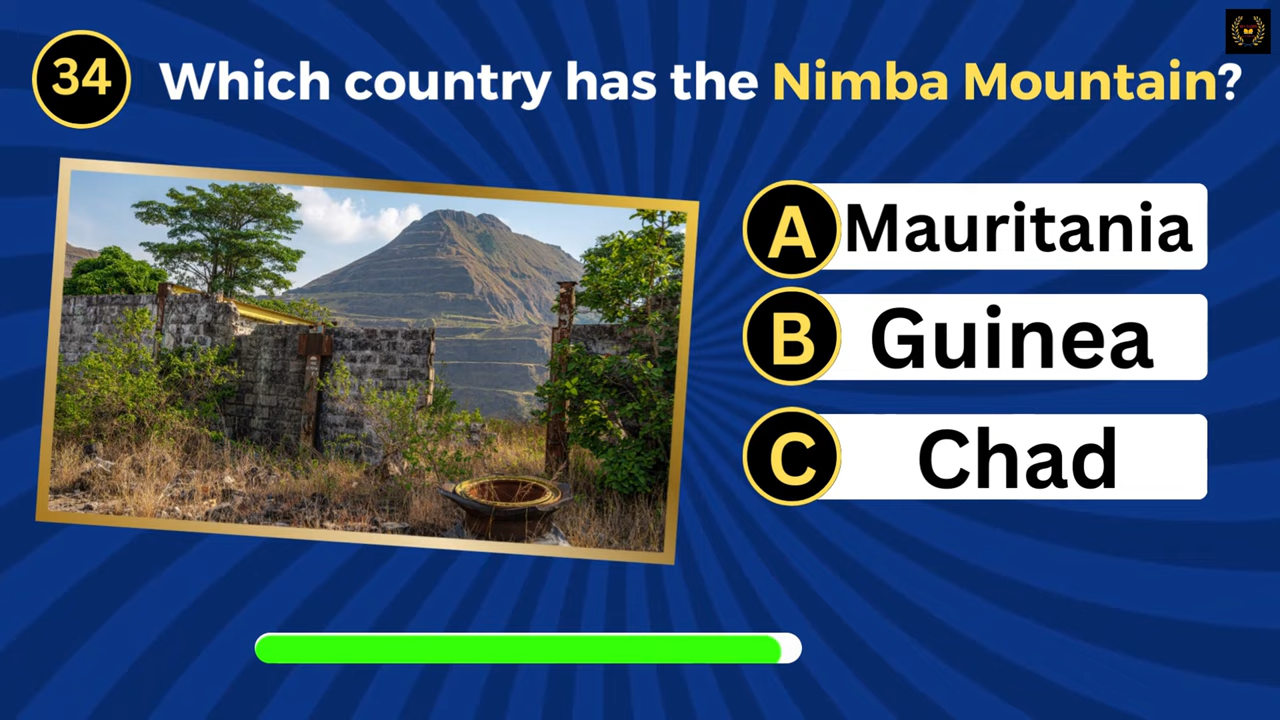 34
Which country has the Nimba Mountain?
A Mauritania
B Guinea
C Chad